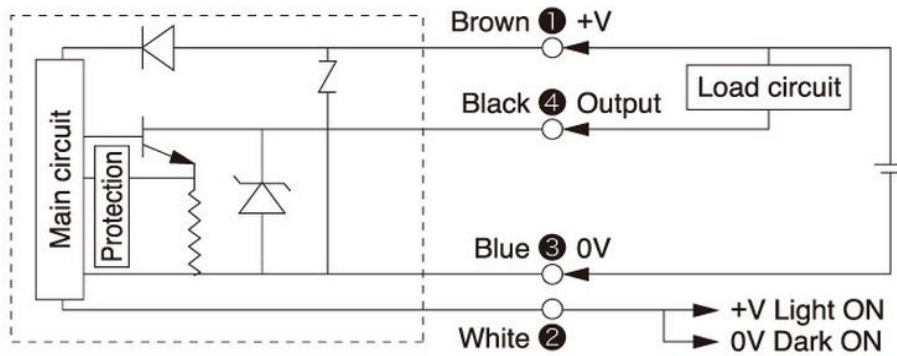 Brown ❶ +V
Load circuit
Black ❹ Output
Main circuit
Protection
Blue ❸ 0V
+V Light ON
White ❷
0V Dark ON